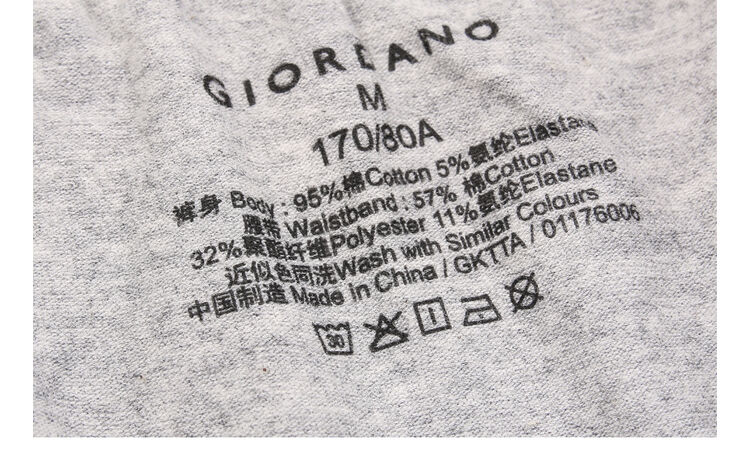 GIORDANO
M
170/80A
裤身 Body : 95%棉Cotton 5%氨纶Elastane
腰带 Waistband : 57% 棉Cotton
32%聚酯纤维Polyester 11%氨纶Elastane
近似色同洗Wash with Similar Colours
中国制造 Made in China / GKTTA / 01176006
30